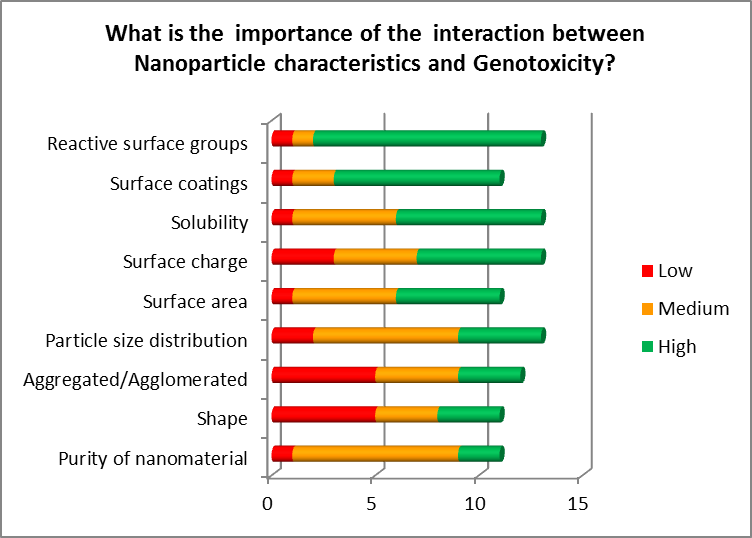 What is the importance of the interaction between
Nanoparticle characteristics and Genotoxicity?
Reactive surface groups
Surface coatings
Solubility
Surface charge
Surface area
Particle size distribution
Aggregated/Agglomerated
Shape
Purity of nanomaterial
0 5 10 15
Low
Medium
High